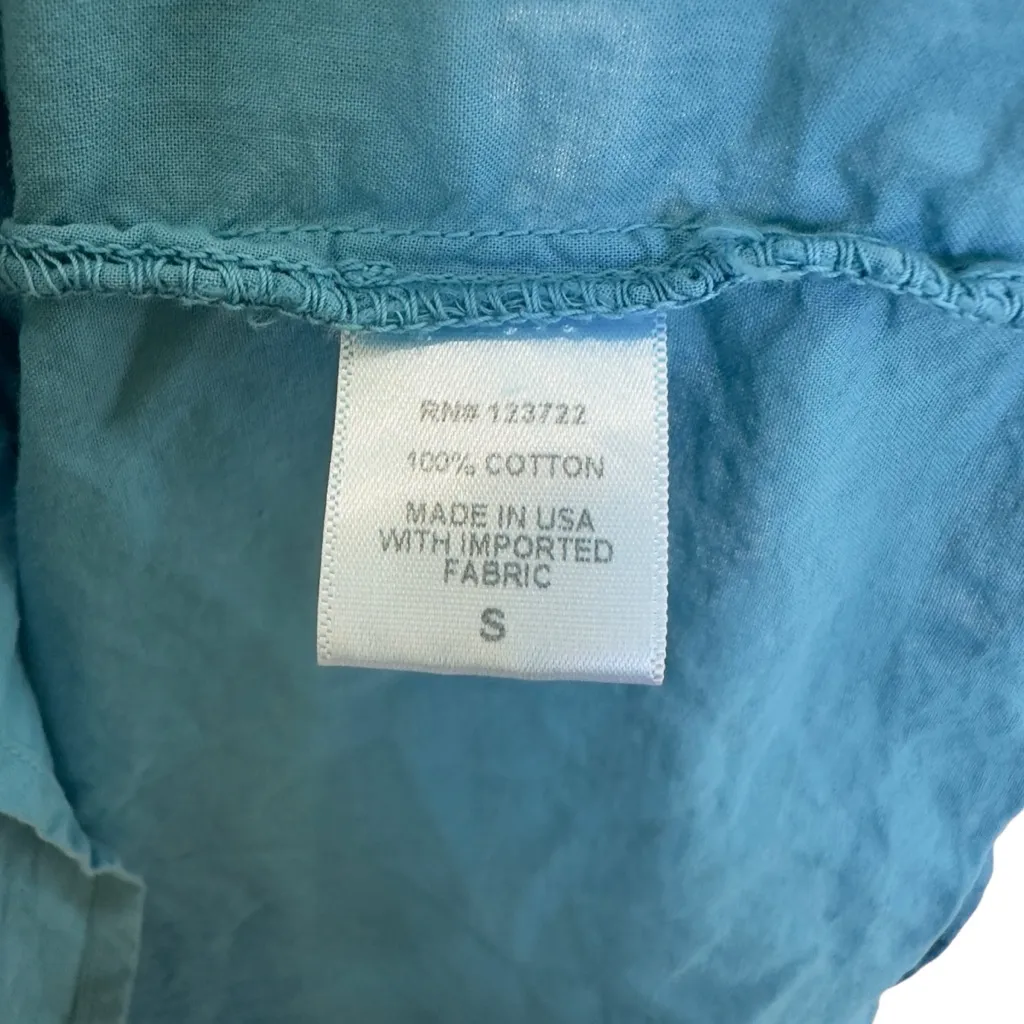 RN# 123722
100% COTTON
MADE IN USA
WITH IMPORTED
FABRIC
S